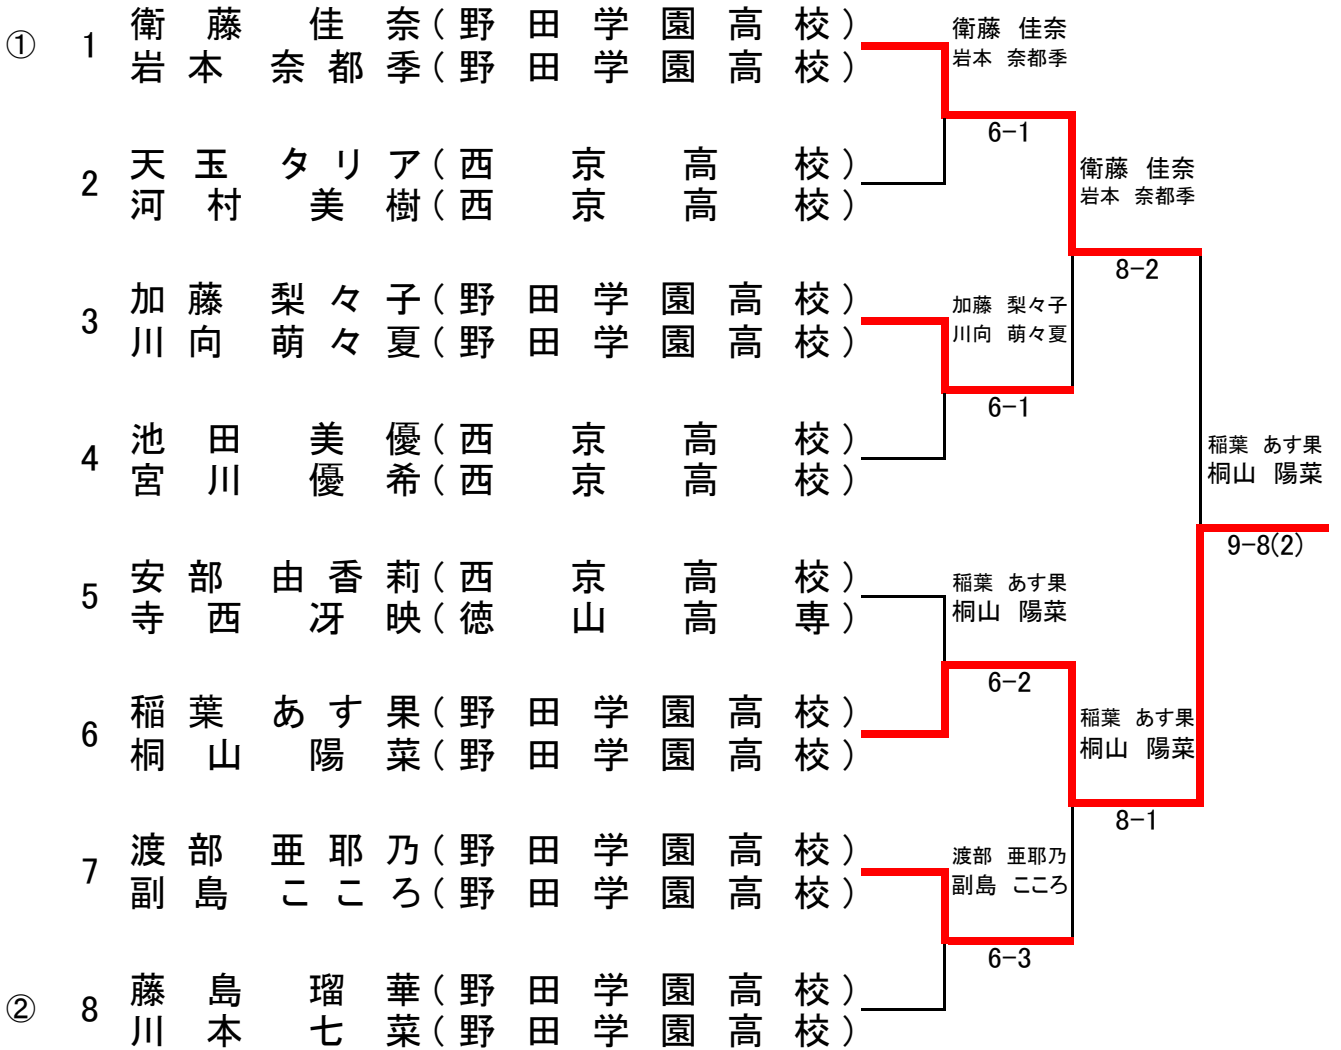 ① 1 衛藤 佳奈(野田学園高校)
岩本 奈都季(野田学園高校)
2 天玉 タリア(西京高校)
河村 美樹(西京高校)
3 加藤 梨々子(野田学園高校)
川向 萌々夏(野田学園高校)
4 池田 美優(西京高校)
宮川 優希(西京高校)
5 安部 由香莉(西京高校)
寺西 冴映(徳山高専)
6 稲葉 あす果(野田学園高校)
桐山 陽菜(野田学園高校)
7 渡部 亜耶乃(野田学園高校)
副島 こころ(野田学園高校)
② 8 藤島 瑠華(野田学園高校)
川本 七菜(野田学園高校)
衛藤 佳奈
岩本 奈都季
6-1
加藤 梨々子
川向 萌々夏
6-1
稲葉 あす果
桐山 陽菜
6-2
渡部 亜耶乃
副島 こころ
6-3
衛藤 佳奈
岩本 奈都季
8-2
稲葉 あす果
桐山 陽菜
8-1
稲葉 あす果
桐山 陽菜
9-8(2)